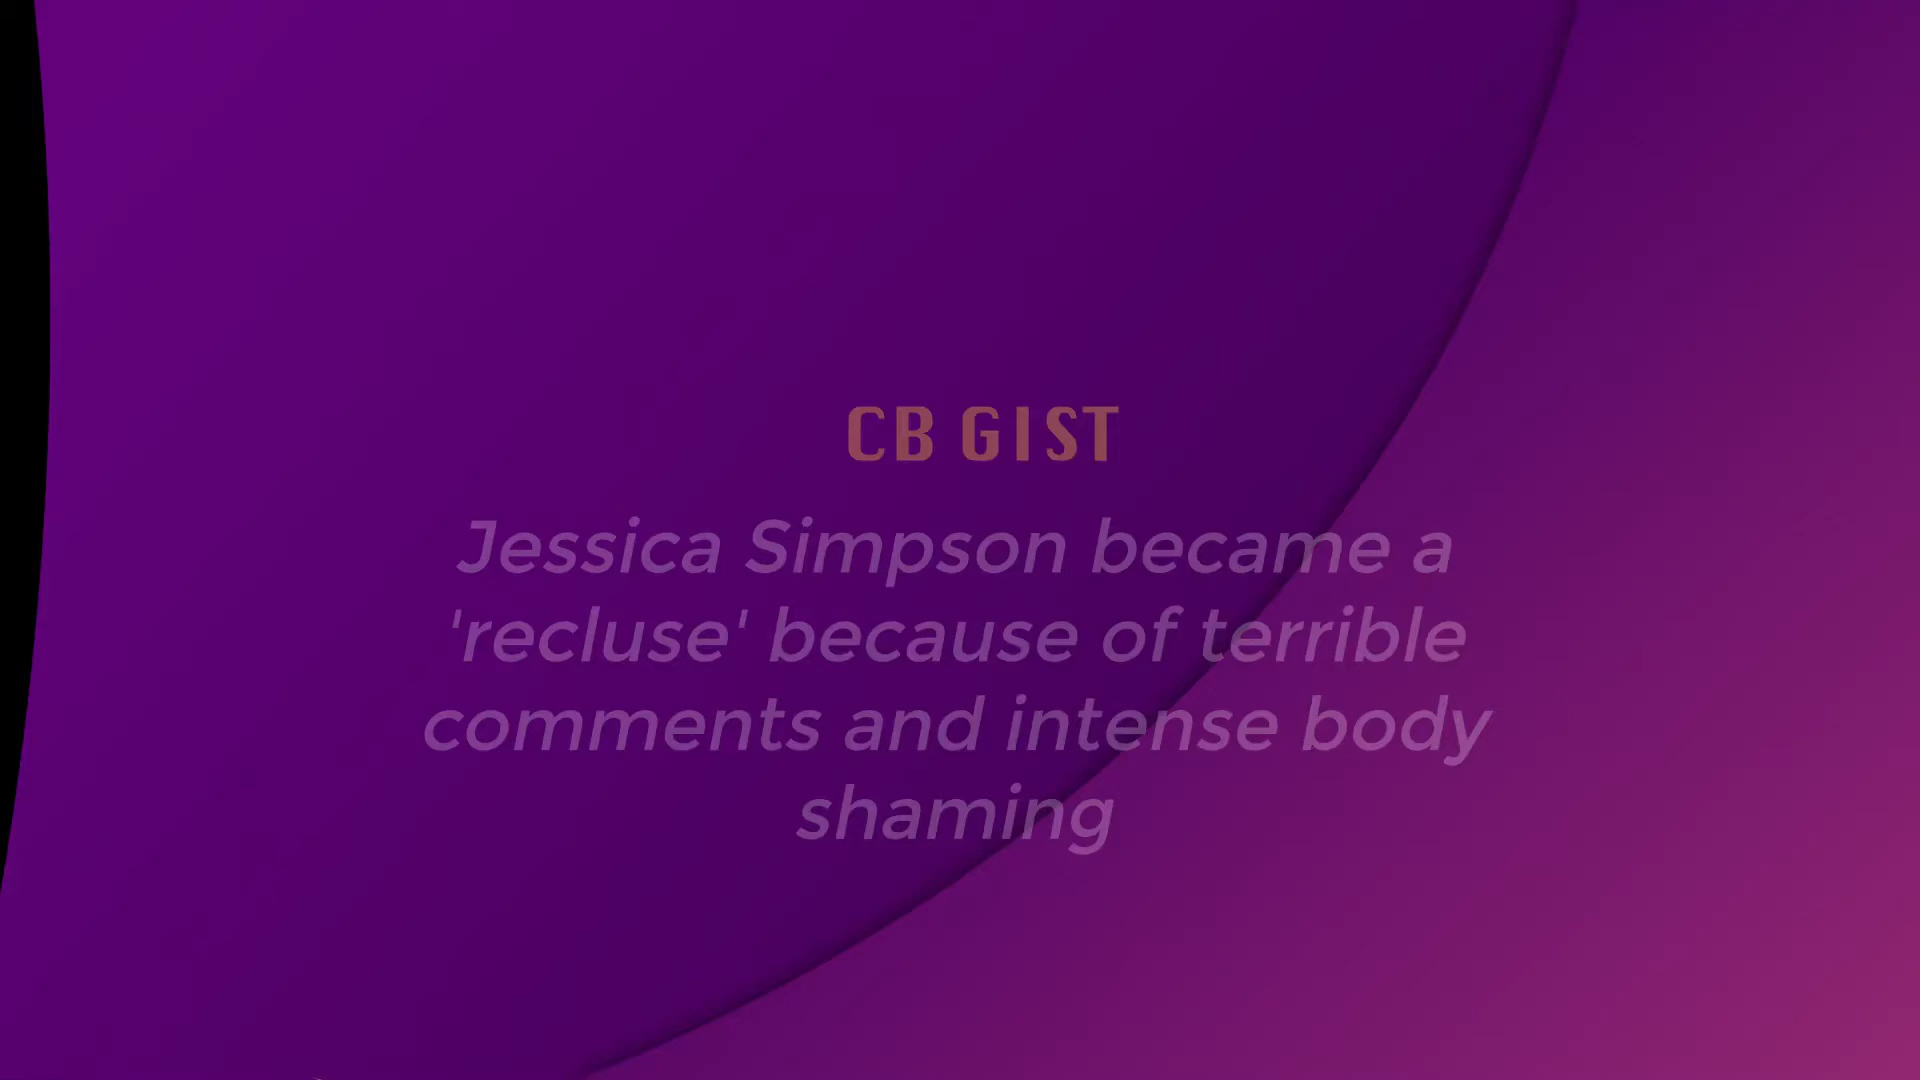 CB GIST
Jessica Simpson became a
'recluse' because of terrible
comments and intense body
shaming